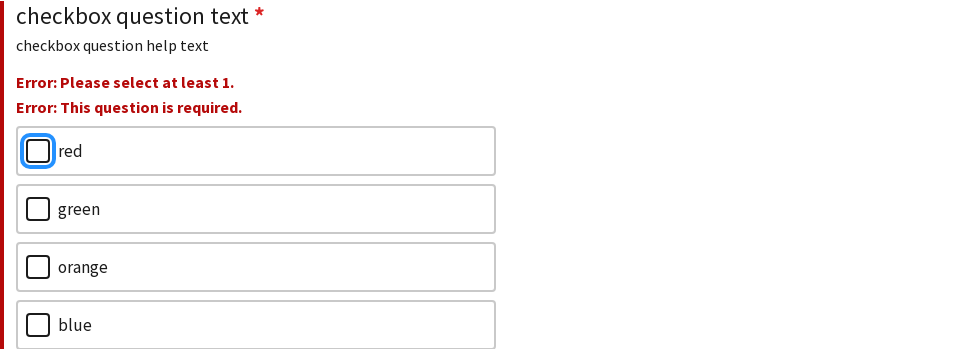 checkbox question text *
checkbox question help text
Error: Please select at least 1.
Error: This question is required.
red
green
orange
blue